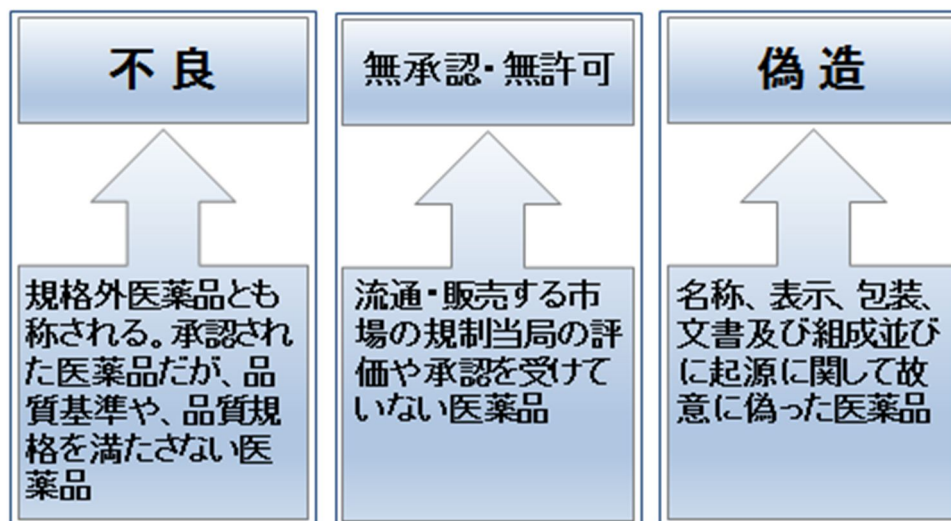 不良
規格外医薬品とも
称される。承認され
た医薬品だが、品
質基準や、品質規
格を満たさない医
薬品
無承認・無許可
流通・販売する市
場の規制当局の評
価や承認を受けて
いない医薬品
偽造
名称、表示、包装、
文書及び組成並び
に起源に関して故
意に偽った医薬品